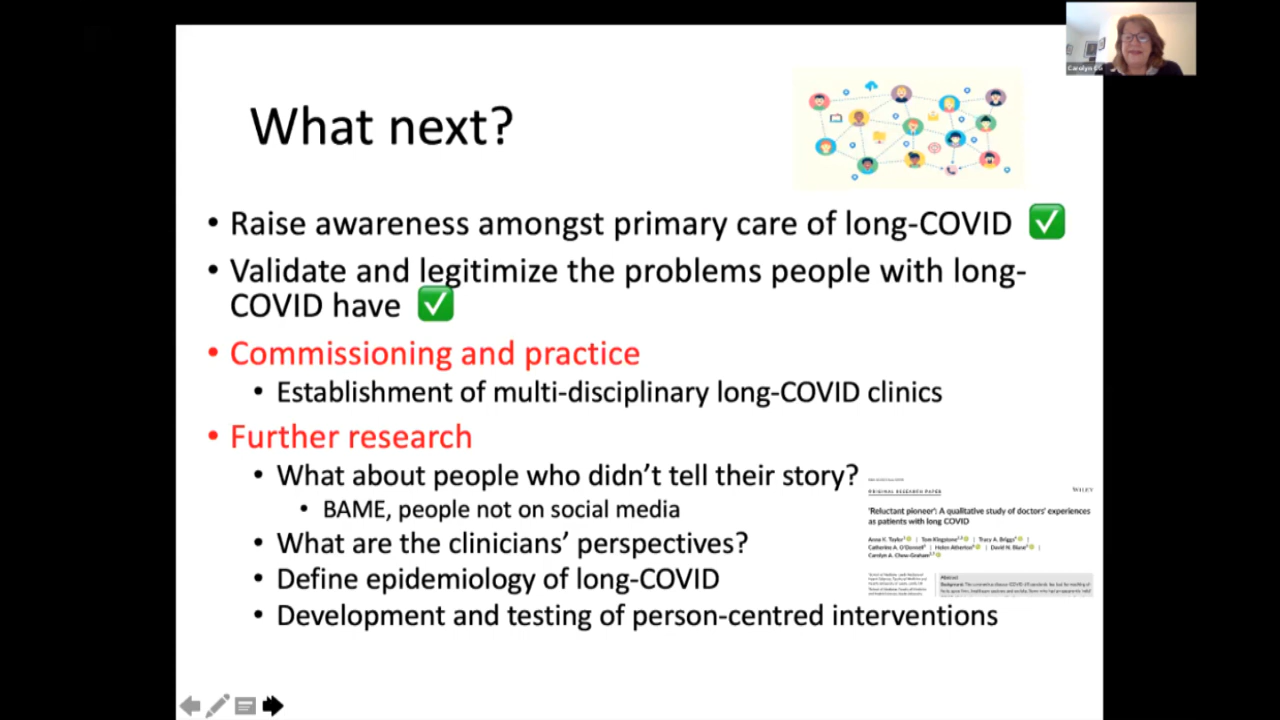 Carolyn
What next?
• Raise awareness amongst primary care of long-COVID ✅
• Validate and legitimize the problems people with long-
COVID have ✅
• Commissioning and practice
• Establishment of multi-disciplinary long-COVID clinics
• Further research
• What about people who didn't tell their story?
• BAME, people not on social media
• What are the clinicians' perspectives?
• Define epidemiology of long-COVID
• Development and testing of person-centred interventions
ORIGINAL RESEARCH PAPER
WILEY
'Reluctant pioneer': A qualitative study of doctors' experiences
as patients with long COVID
Anna K. Taylor | Tom Kingstone | Tracy A. Briggs
Catherine A. O'Donnell | Helen Atherton | David N. Blane
Carolyn A. Chew-Graham
Abstract